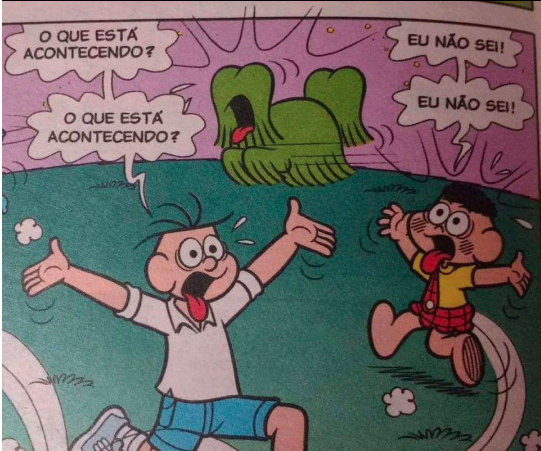 O QUE ESTÁ
ACONTECENDO?
O QUE ESTÁ
ACONTECENDO?
EU NÃO SEI!
EU NÃO SEI!